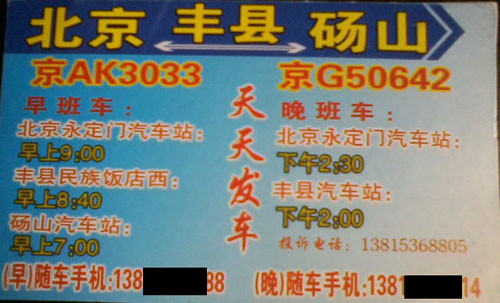 北京 丰县 砀山
京AK3033 京G50642
早班车：
北京永定门汽车站：
早上9:00
丰县民族饭店西：
早上8:40
砀山汽车站：
早上7:00
天天发车
晚班车：
北京永定门汽车站：
下午2:30
丰县汽车站：
下午2:00
投诉电话：13815368805
(早)随车手机:138 88 (晚)随车手机:1381 14